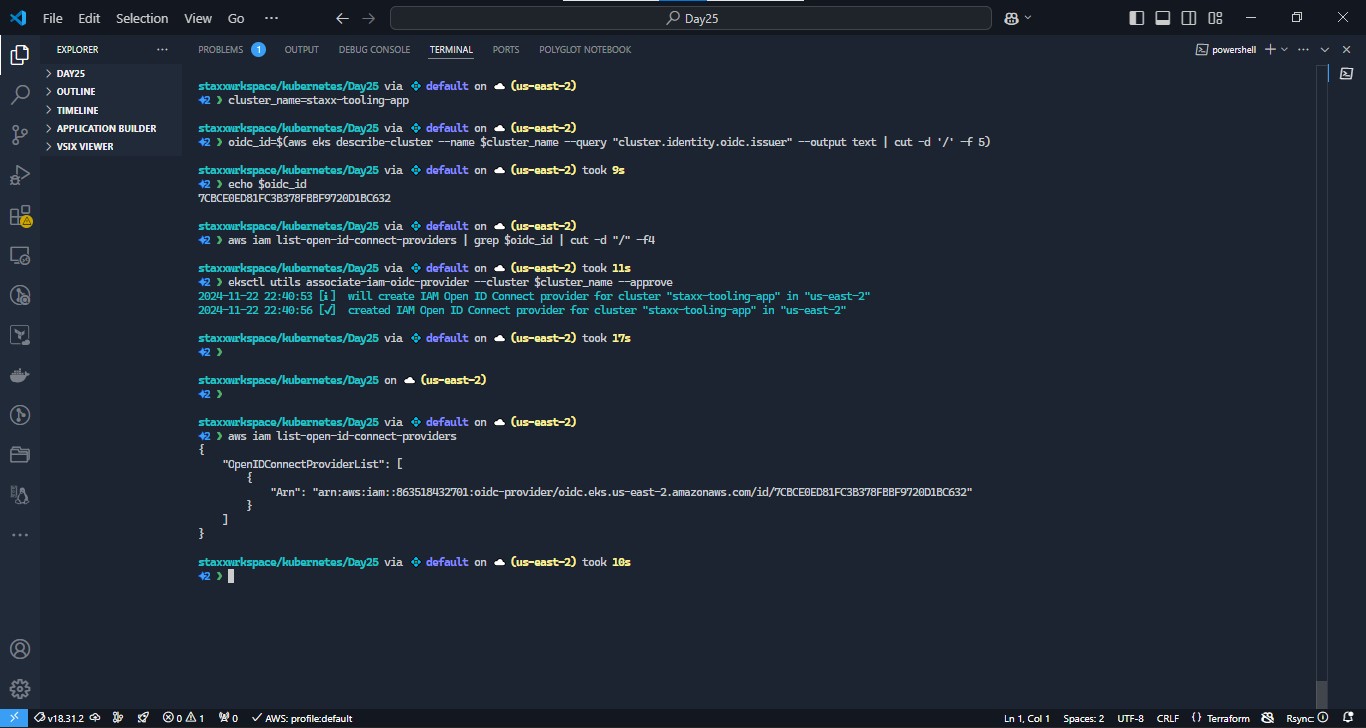 File Edit Selection View Go ··· Day25
EXPLORER ···
DAY25
OUTLINE
TIMELINE
APPLICATION BUILDER
VSIX VIEWER
PROBLEMS 1 OUTPUT DEBUG CONSOLE TERMINAL PORTS POLYGLOT NOTEBOOK powershell
staxxwrkspace/kubernetes/Day25 via default on (us-east-2)
2 ❯ cluster_name=staxx-tooling-app
staxxwrkspace/kubernetes/Day25 via default on (us-east-2)
2 ❯ oidc_id=$(aws eks describe-cluster --name $cluster_name --query "cluster.identity.oidc.issuer" --output text | cut -d '/' -f 5)
staxxwrkspace/kubernetes/Day25 via default on (us-east-2) took 9s
2 ❯ echo $oidc_id
7CBCE0ED81FC3B378FBBF9720D1BC632
staxxwrkspace/kubernetes/Day25 via default on (us-east-2)
2 ❯ aws iam list-open-id-connect-providers | grep $oidc_id | cut -d "/" -f4
staxxwrkspace/kubernetes/Day25 via default on (us-east-2) took 11s
2 ❯ eksctl utils associate-iam-oidc-provider --cluster $cluster_name --approve
2024-11-22 22:40:53 [ℹ] will create IAM Open ID Connect provider for cluster "staxx-tooling-app" in "us-east-2"
2024-11-22 22:40:56 [✓] created IAM Open ID Connect provider for cluster "staxx-tooling-app" in "us-east-2"
staxxwrkspace/kubernetes/Day25 via default on (us-east-2) took 17s
2 ❯
staxxwrkspace/kubernetes/Day25 on (us-east-2)
2 ❯
staxxwrkspace/kubernetes/Day25 via default on (us-east-2)
2 ❯ aws iam list-open-id-connect-providers
{
"OpenIDConnectProviderList": [
{
"Arn": "arn:aws:iam::863518432701:oidc-provider/oidc.eks.us-east-2.amazonaws.com/id/7CBCE0ED81FC3B378FBBF9720D1BC632"
}
]
}
staxxwrkspace/kubernetes/Day25 via default on (us-east-2) took 10s
2 ❯
v18.31.2 0 1 0 AWS: profile:default Ln 1, Col 1 Spaces: 2 UTF-8 CRLF {} Terraform Rsync: